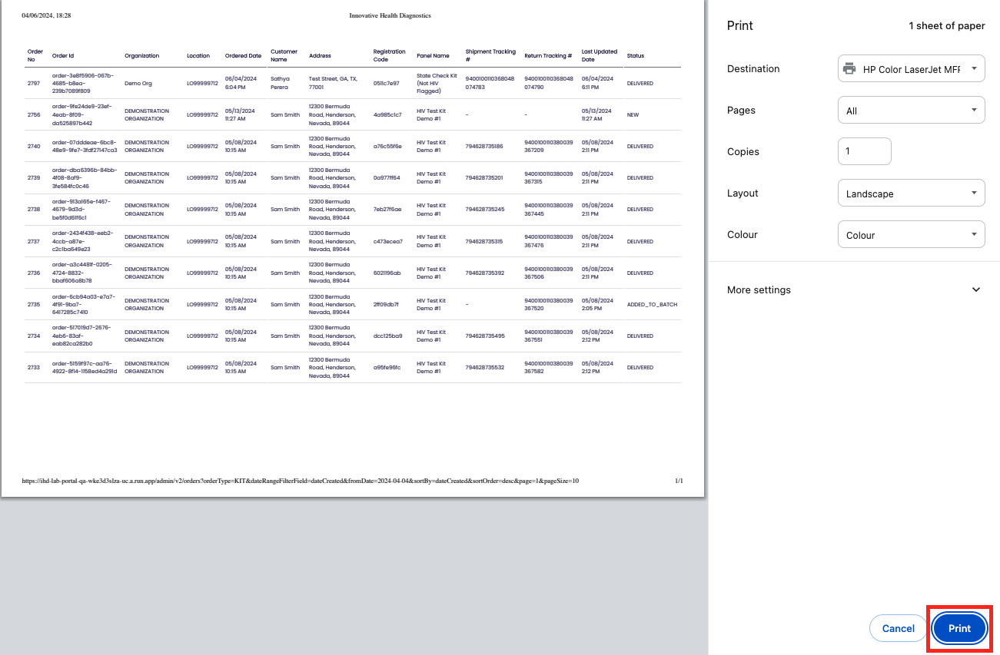 04/06/2024, 18:28 Innovative Health Diagnostics
Order No Order Id Organization Location Ordered Date Customer Name Address Registration Code Panel Name Shipment Tracking # Return Tracking # Last Updated Date Status
2797 order-3e8f5906-067b-4685-b8ea-239b7089f809 Demo Org LO99999712 06/04/2024 6:04 PM Sathya Perera Test Street, GA, TX, 77001 0511c7e97 State Check Kit (Not HIV Flagged) 94001001103680480 74783 94001001103680480 74790 06/04/2024 6:11 PM DELIVERED
2756 order-9fe24de9-23ef-4eab-8f09-da525897b442 DEMONSTRATION ORGANIZATION LO99999712 05/13/2024 11:27 AM Sam Smith 12300 Bermuda Road, Henderson, Nevada, 89044 4a985c1c7 HIV Test Kit Demo #1 - - 05/13/2024 11:27 AM NEW
2740 order-07dddeae-6bc8-48e9-9fe7-3fdf27147ca3 DEMONSTRATION ORGANIZATION LO99999712 05/08/2024 10:15 AM Sam Smith 12300 Bermuda Road, Henderson, Nevada, 89044 a76c55f6e HIV Test Kit Demo #1 794628735186 9400100110380039 367209 05/08/2024 2:11 PM DELIVERED
2739 order-dba6396b-84bb-4f08-8af9-3fe584fc0c46 DEMONSTRATION ORGANIZATION LO99999712 05/08/2024 10:15 AM Sam Smith 12300 Bermuda Road, Henderson, Nevada, 89044 0a977ff64 HIV Test Kit Demo #1 794628735201 9400100110380039 367315 05/08/2024 2:11 PM DELIVERED
2738 order-913a165e-f467-4679-9d3d-be5f0d61f6c1 DEMONSTRATION ORGANIZATION LO99999712 05/08/2024 10:15 AM Sam Smith 12300 Bermuda Road, Henderson, Nevada, 89044 7eb27f6ae HIV Test Kit Demo #1 794628735245 9400100110380039 367445 05/08/2024 2:11 PM DELIVERED
2737 order-2434f438-eeb2-4ccb-a87e-c2c1ba649e23 DEMONSTRATION ORGANIZATION LO99999712 05/08/2024 10:15 AM Sam Smith 12300 Bermuda Road, Henderson, Nevada, 89044 c473ecea7 HIV Test Kit Demo #1 794628735315 9400100110380039 367476 05/08/2024 2:11 PM DELIVERED
2736 order-a3c4481f-0205-4724-8832-bbaf606a8b78 DEMONSTRATION ORGANIZATION LO99999712 05/08/2024 10:15 AM Sam Smith 12300 Bermuda Road, Henderson, Nevada, 89044 6021196ab HIV Test Kit Demo #1 794628735392 9400100110380039 367506 05/08/2024 2:11 PM DELIVERED
2735 order-6cb94a03-e7a7-4f91-9ba7-6417285c7410 DEMONSTRATION ORGANIZATION LO99999712 05/08/2024 10:15 AM Sam Smith 12300 Bermuda Road, Henderson, Nevada, 89044 2ff09db7f HIV Test Kit Demo #1 - 9400100110380039 367520 05/08/2024 2:05 PM ADDED_TO_BATCH
2734 order-517019d7-2676-4eb6-83af-eab82ca282b0 DEMONSTRATION ORGANIZATION LO99999712 05/08/2024 10:15 AM Sam Smith 12300 Bermuda Road, Henderson, Nevada, 89044 dcc125ba9 HIV Test Kit Demo #1 794628735495 9400100110380039 367551 05/08/2024 2:12 PM DELIVERED
2733 order-5159f97c-aa76-4922-8f14-1158ed4a291d DEMONSTRATION ORGANIZATION LO99999712 05/08/2024 10:15 AM Sam Smith 12300 Bermuda Road, Henderson, Nevada, 89044 a95fe96fc HIV Test Kit Demo #1 794628735532 9400100110380039 367582 05/08/2024 2:12 PM DELIVERED
https://ihd-lab-portal-qa-wke3d3slza-uc.a.run.app/admin/v2/orders?orderType=KIT&dateRangeFilterField=dateCreated&fromDate=2024-04-04&sortBy=dateCreated&sortOrder=desc&page=1&pageSize=10 1/1
Print 1 sheet of paper
Destination HP Color LaserJet MFF
Pages All
Copies 1
Layout Landscape
Colour Colour
More settings
Cancel Print